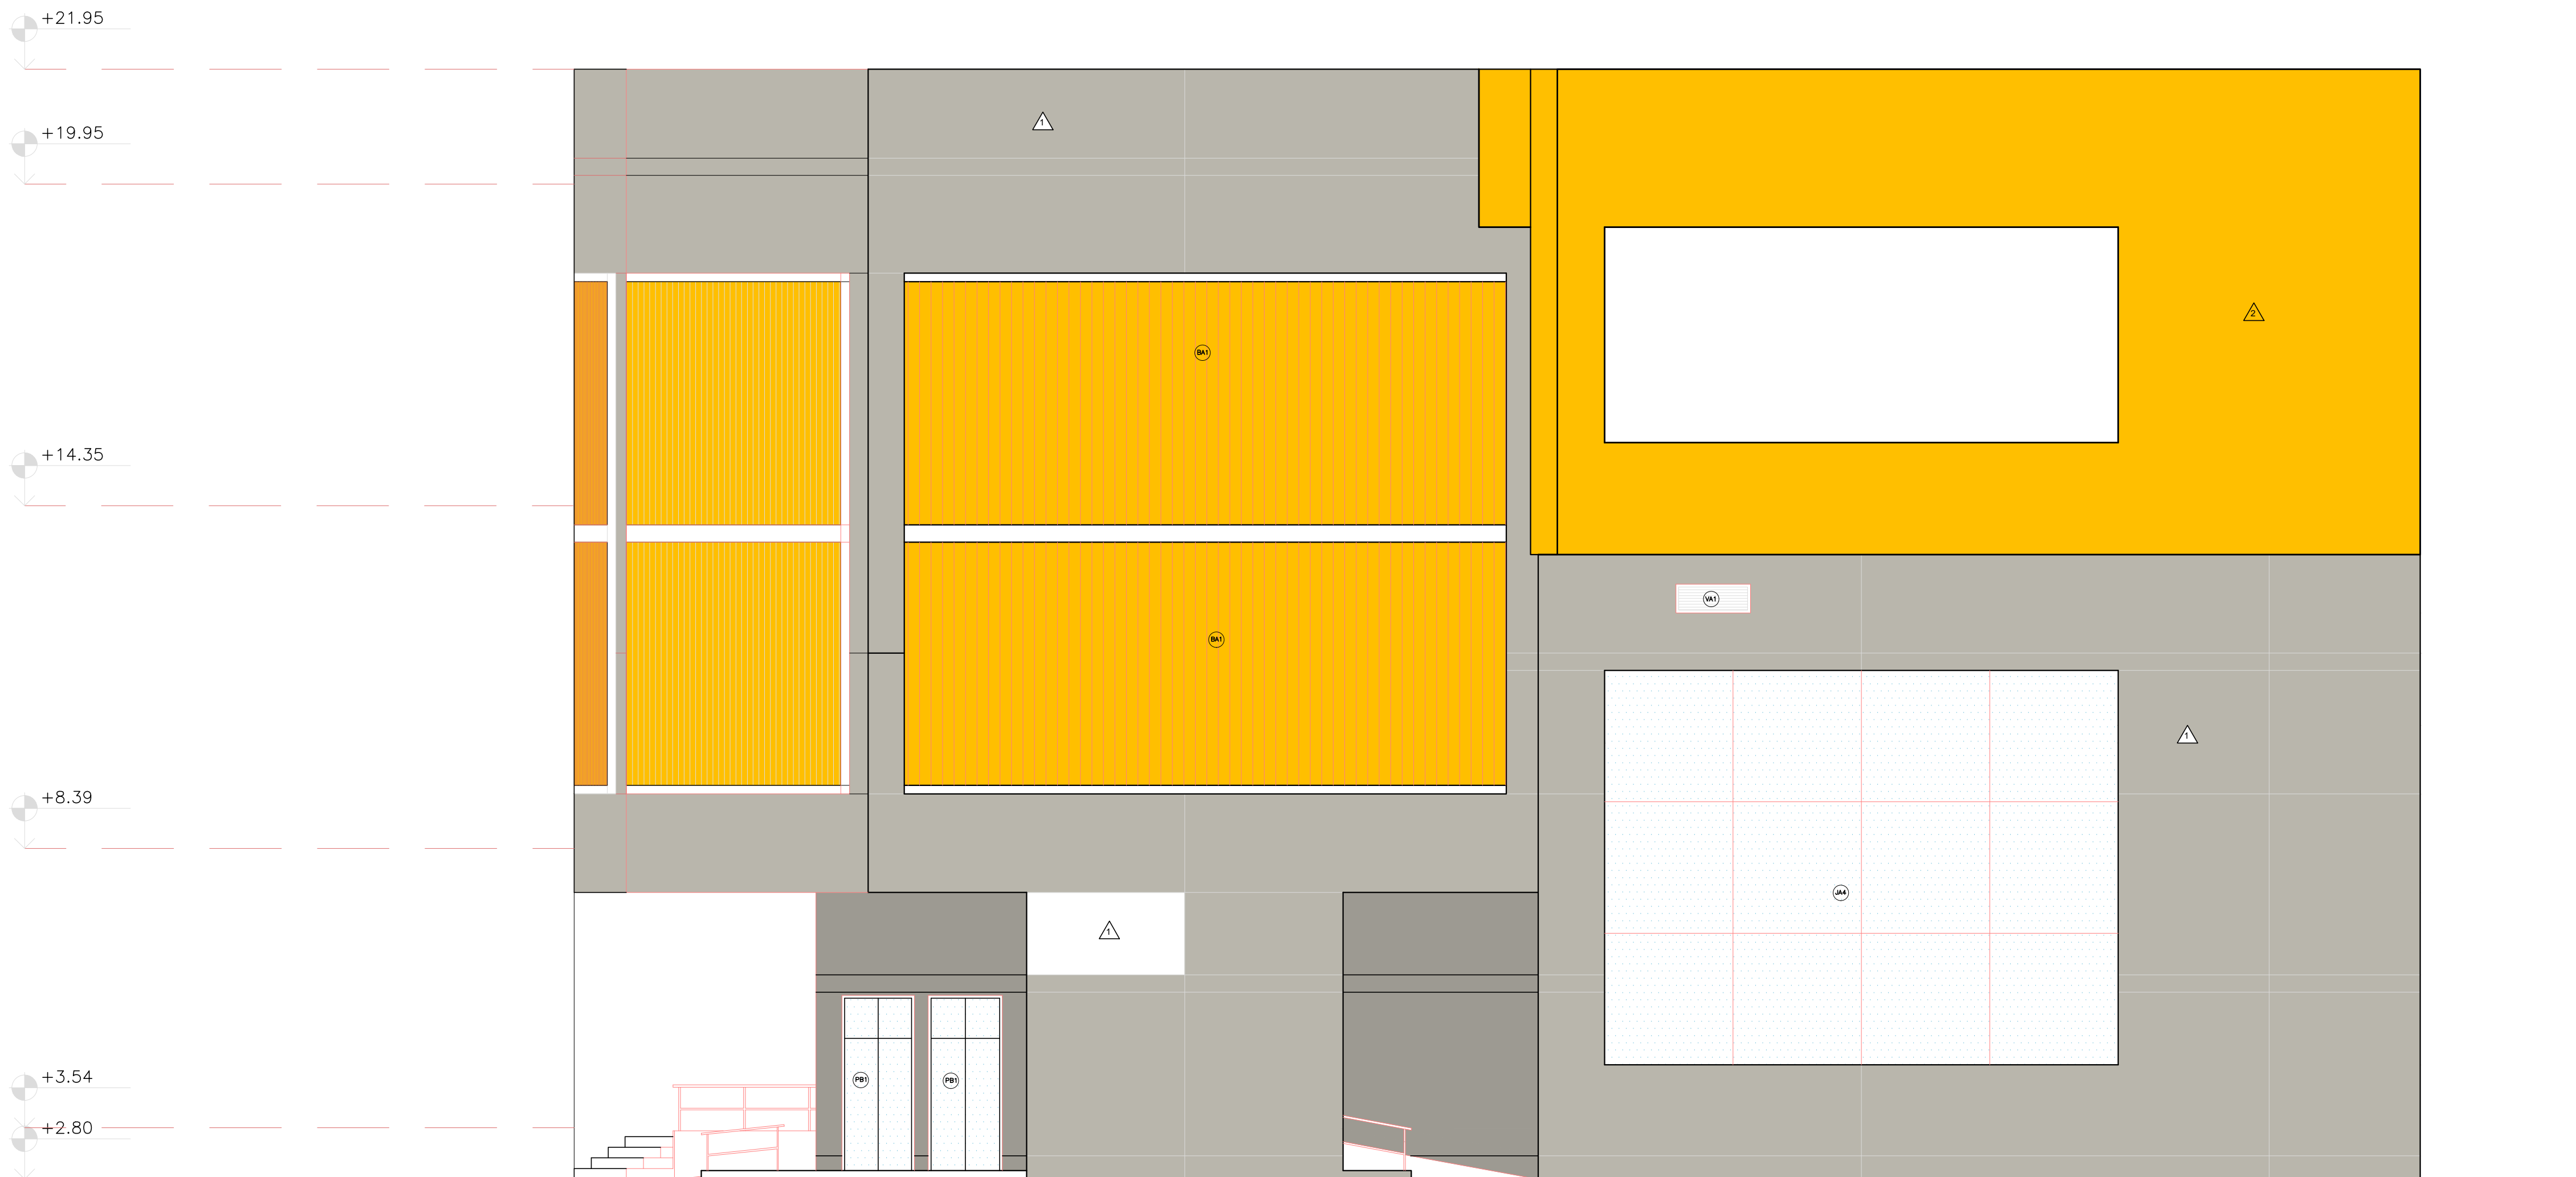 +21.95
1
+19.95
2
BA1
+14.35
VA1
BA1
1
+8.39
JA4
1
+3.54
PB1
PB1
+2.80